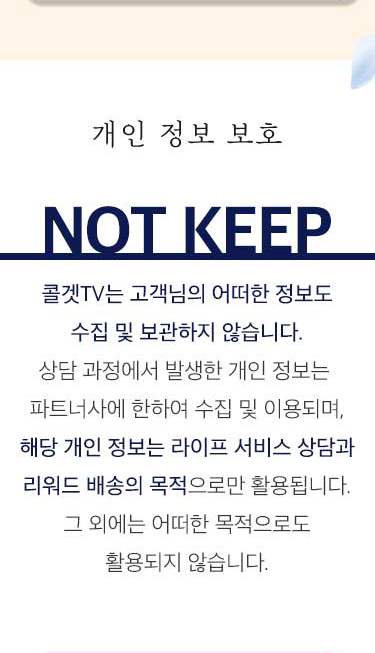 개인 정보 보호
NOT KEEP
콜겟TV는 고객님의 어떠한 정보도
수집 및 보관하지 않습니다.
상담 과정에서 발생한 개인 정보는
파트너사에 한하여 수집 및 이용되며,
해당 개인 정보는 라이프 서비스 상담과
리워드 배송의 목적으로만 활용됩니다.
그 외에는 어떠한 목적으로도
활용되지 않습니다.